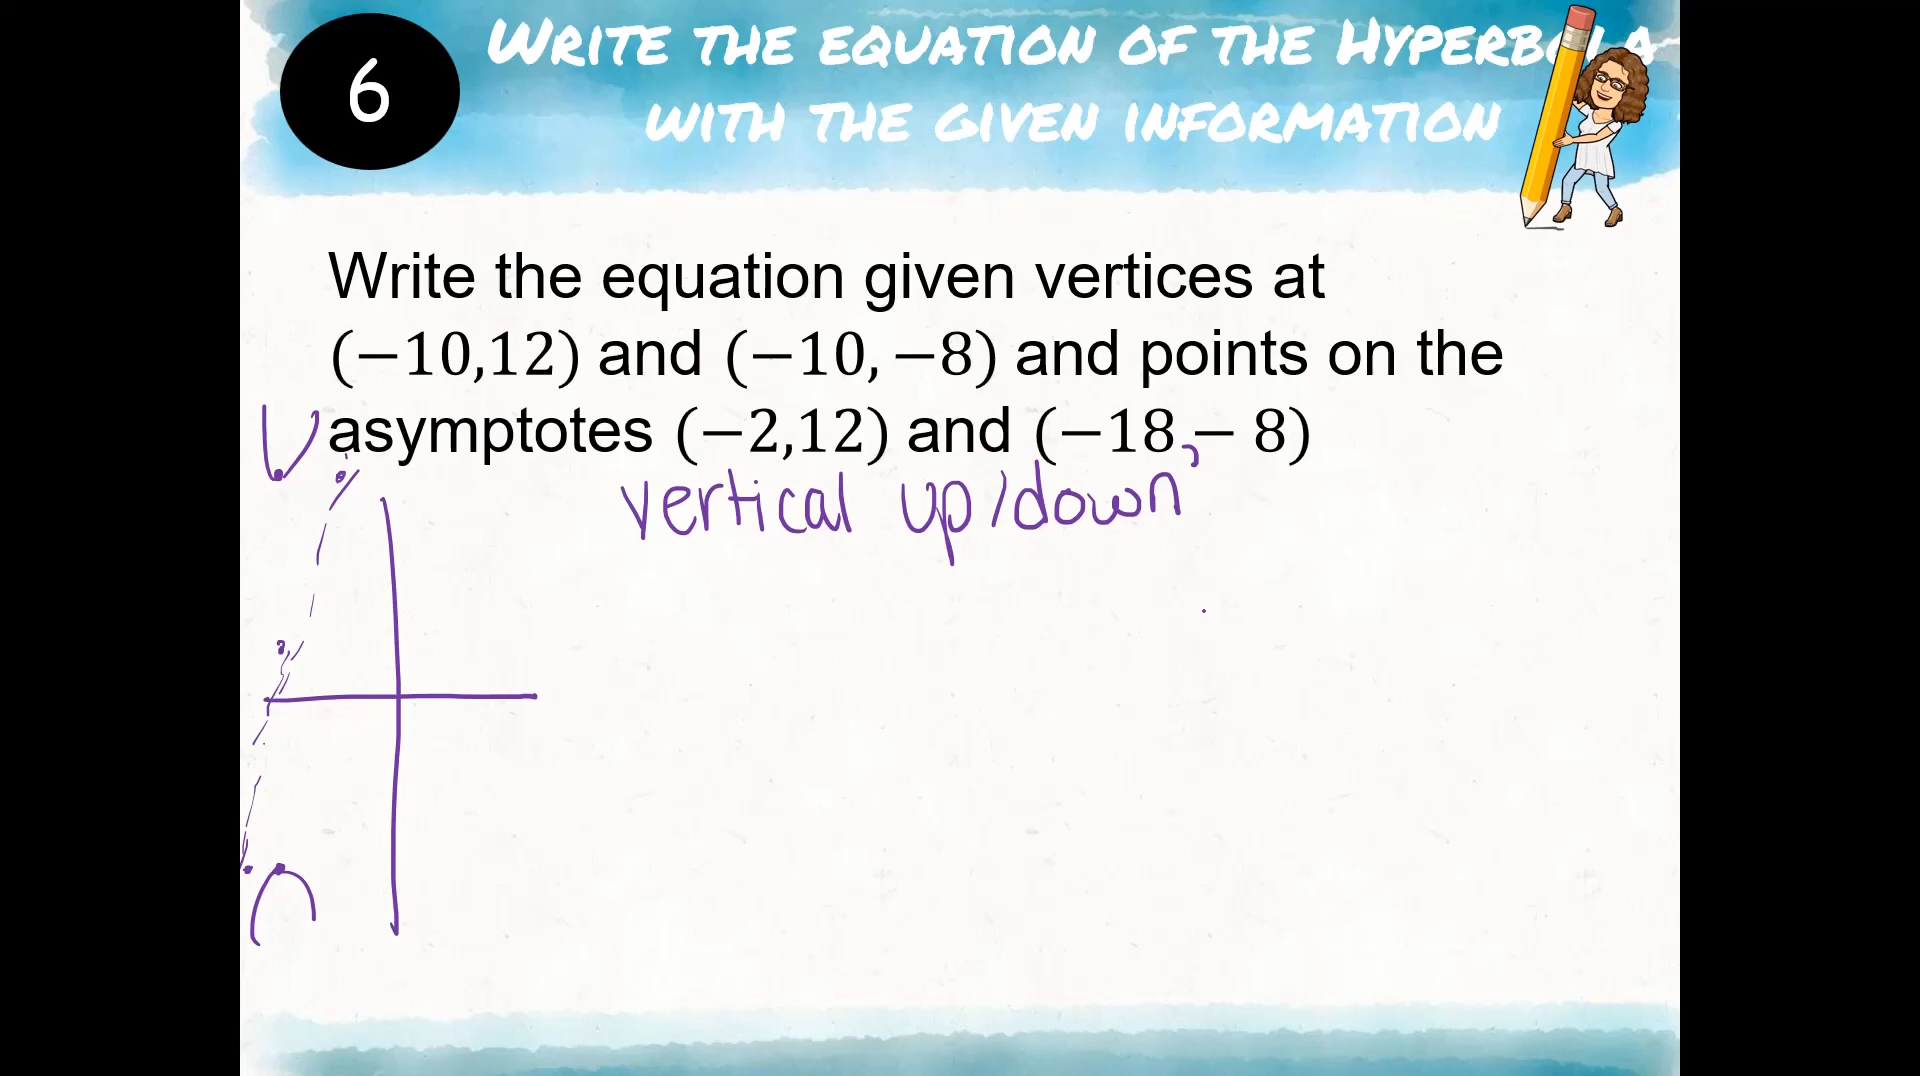 6
WRITE THE EQUATION OF THE HYPERBOLA
WITH THE GIVEN INFORMATION
Write the equation given vertices at
(−10,12) and (−10, −8) and points on the
asymptotes (−2,12) and (−18,− 8)
vertical up/down